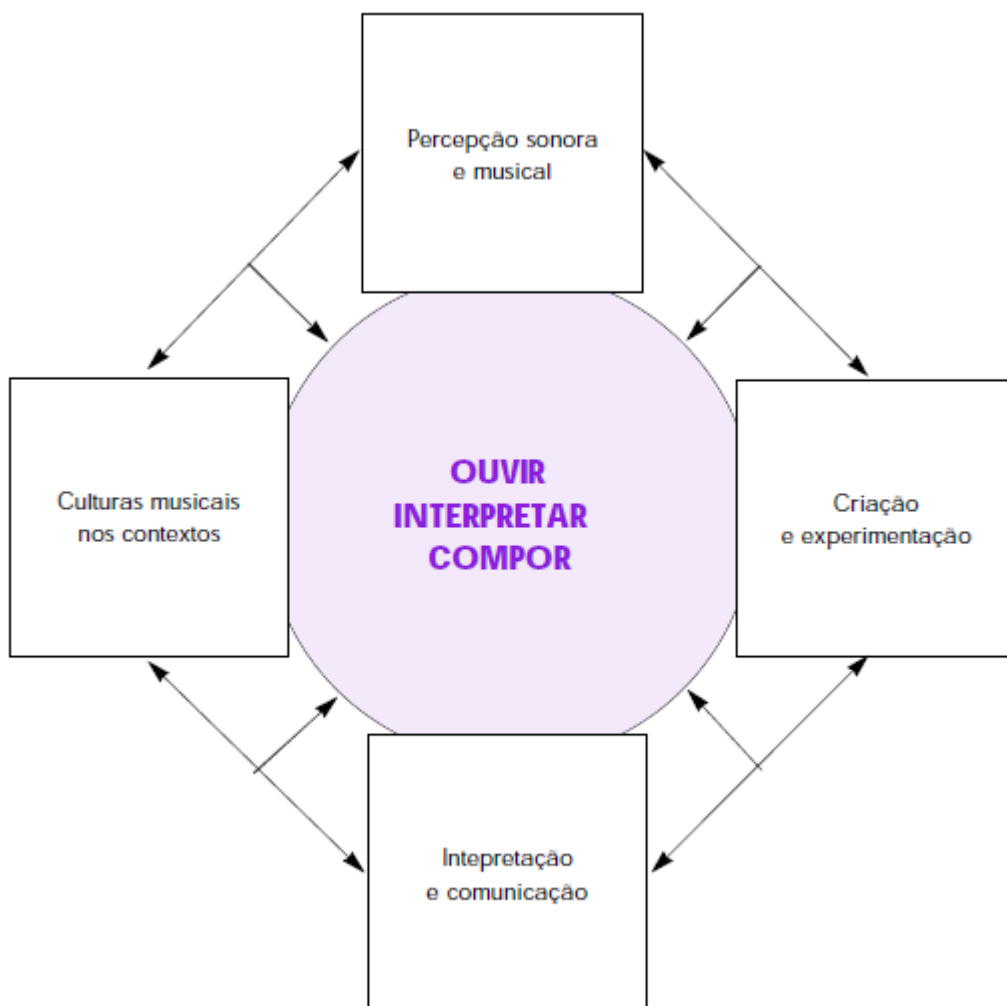 Percepção sonora
e musical
Culturas musicais
nos contextos
OUVIR
INTERPRETAR
COMPOR
Criação
e experimentação
Intepretação
e comunicação